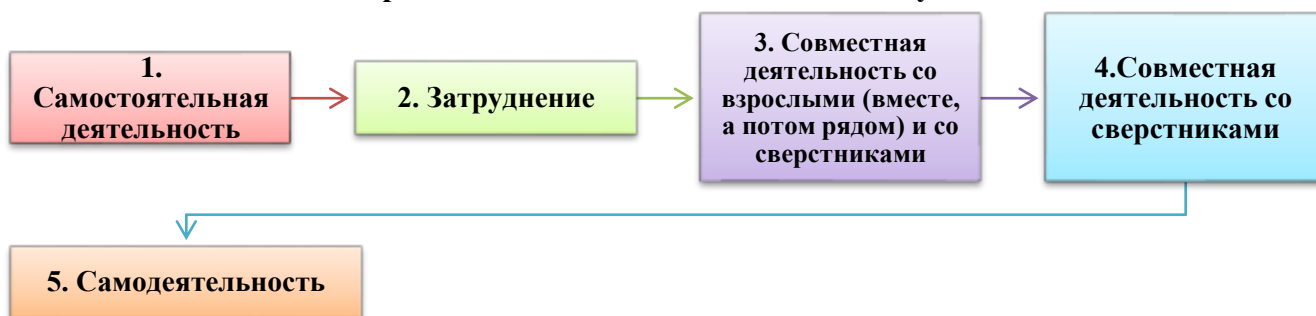 1.
Самостоятельная
деятельность
2. Затруднение
3. Совместная
деятельность со
взрослыми (вместе,
а потом рядом) и со
сверстниками
4.Совместная
деятельность со
сверстниками
5. Самодеятельность